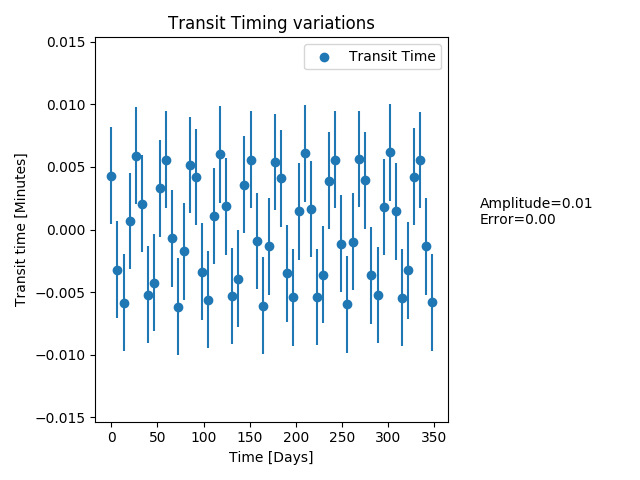 Transit Timing variations
0.015
0.010
0.005
0.000
−0.005
−0.010
−0.015
Transit time [Minutes]
Transit Time
Amplitude=0.01
Error=0.00
0 50 100 150 200 250 300 350
Time [Days]